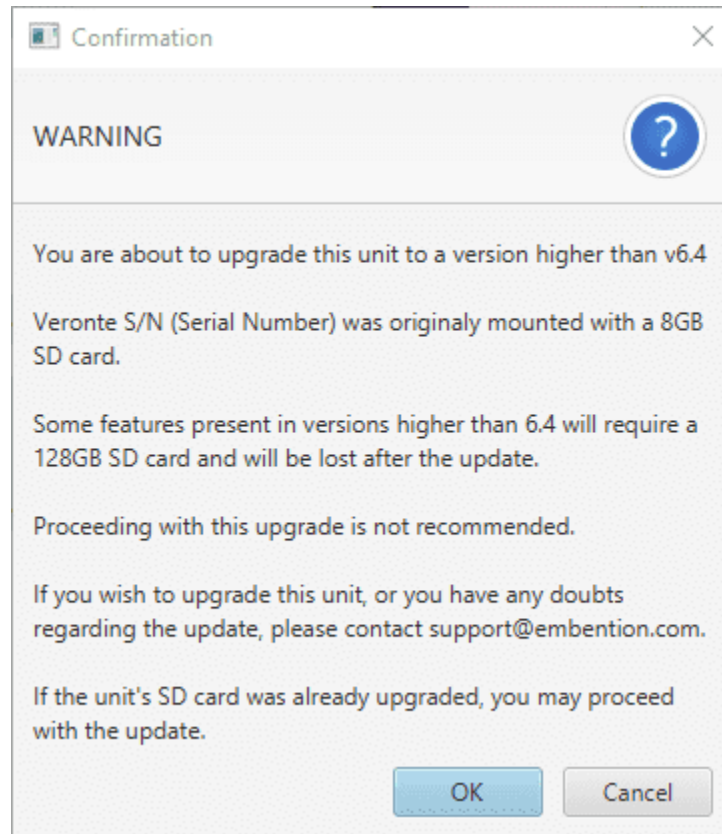 Confirmation
WARNING
?
You are about to upgrade this unit to a version higher than v6.4
Veronte S/N (Serial Number) was originaly mounted with a 8GB
SD card.
Some features present in versions higher than 6.4 will require a
128GB SD card and will be lost after the update.
Proceeding with this upgrade is not recommended.
If you wish to upgrade this unit, or you have any doubts
regarding the update, please contact support@embention.com.
If the unit's SD card was already upgraded, you may proceed
with the update.
OK
Cancel